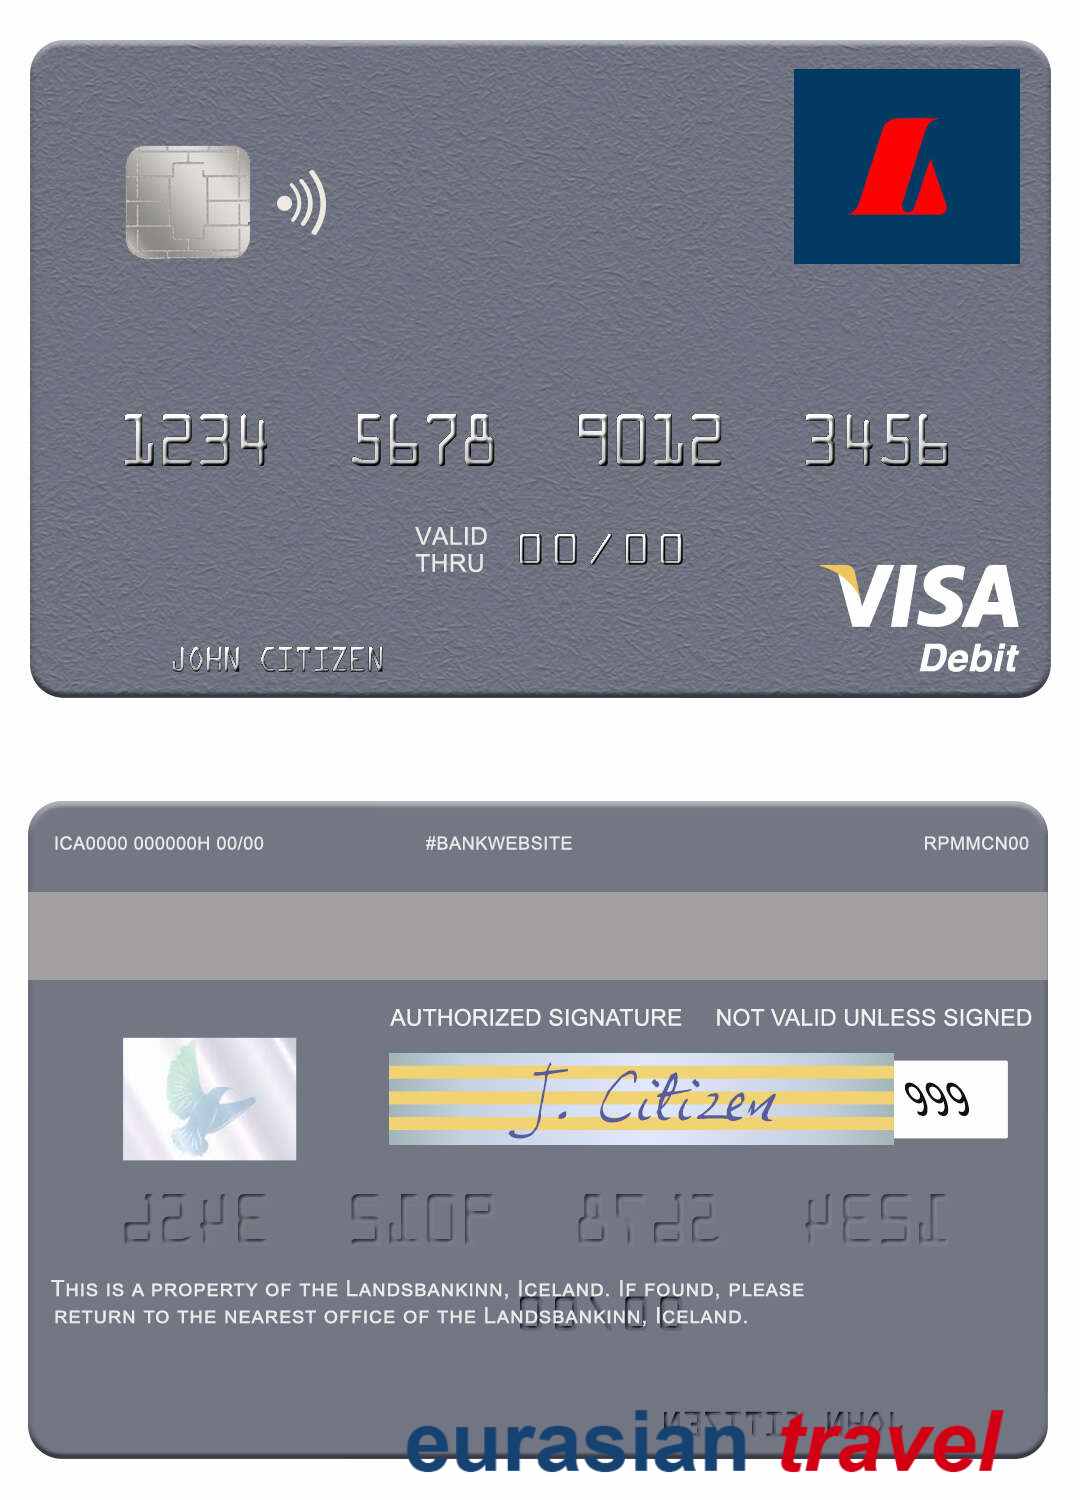 1234 5678 9012 3456
VALID
THRU
00/00
VISA
Debit
JOHN CITIZEN
ICA0000 000000H 00/00 #BANKWEBSITE RPMMCN00
AUTHORIZED SIGNATURE NOT VALID UNLESS SIGNED
J. Citizen 999
THIS IS A PROPERTY OF THE LANDSBANKINN, ICELAND. IF FOUND, PLEASE
RETURN TO THE NEAREST OFFICE OF THE LANDSBANKINN, ICELAND.
eurasian travel